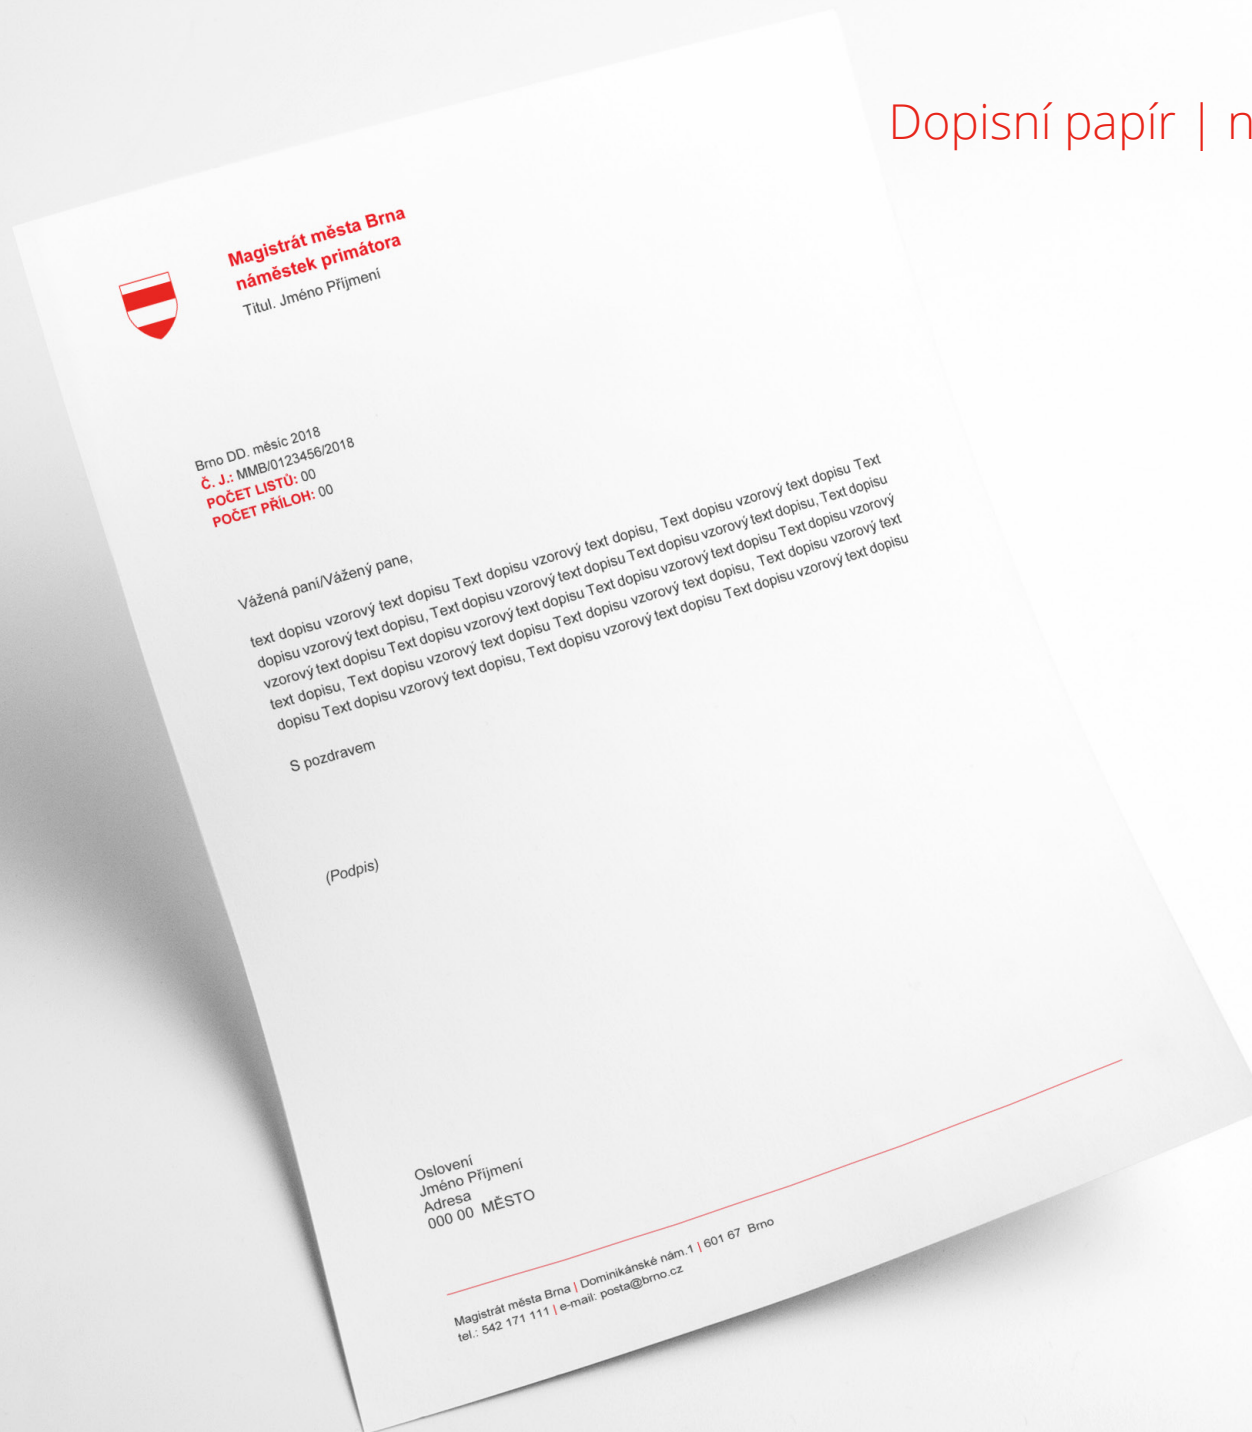 Dopisní papír | n
Magistrát města Brna
náměstek primátora
Titul. Jméno Příjmení
Brno DD. měsíc 2018
Č. J.: MMB/0123456/2018
POČET LISTŮ: 00
POČET PŘÍLOH: 00
Vážená paní/Vážený pane,
text dopisu vzorový text dopisu Text dopisu vzorový text dopisu, Text dopisu vzorový text dopisu Text
dopisu vzorový text dopisu, Text dopisu vzorový text dopisu Text dopisu vzorový text dopisu, Text dopisu
vzorový text dopisu Text dopisu vzorový text dopisu Text dopisu vzorový text dopisu Text dopisu vzorový
text dopisu, Text dopisu vzorový text dopisu Text dopisu vzorový text dopisu, Text dopisu vzorový text
dopisu Text dopisu vzorový text dopisu, Text dopisu vzorový text dopisu Text dopisu vzorový text dopisu
S pozdravem
(Podpis)
Oslovení
Jméno Příjmení
Adresa
000 00 MĚSTO
Magistrát města Brna | Dominikánské nám.1 | 601 67 Brno
tel.: 542 171 111 | e-mail: posta@brno.cz